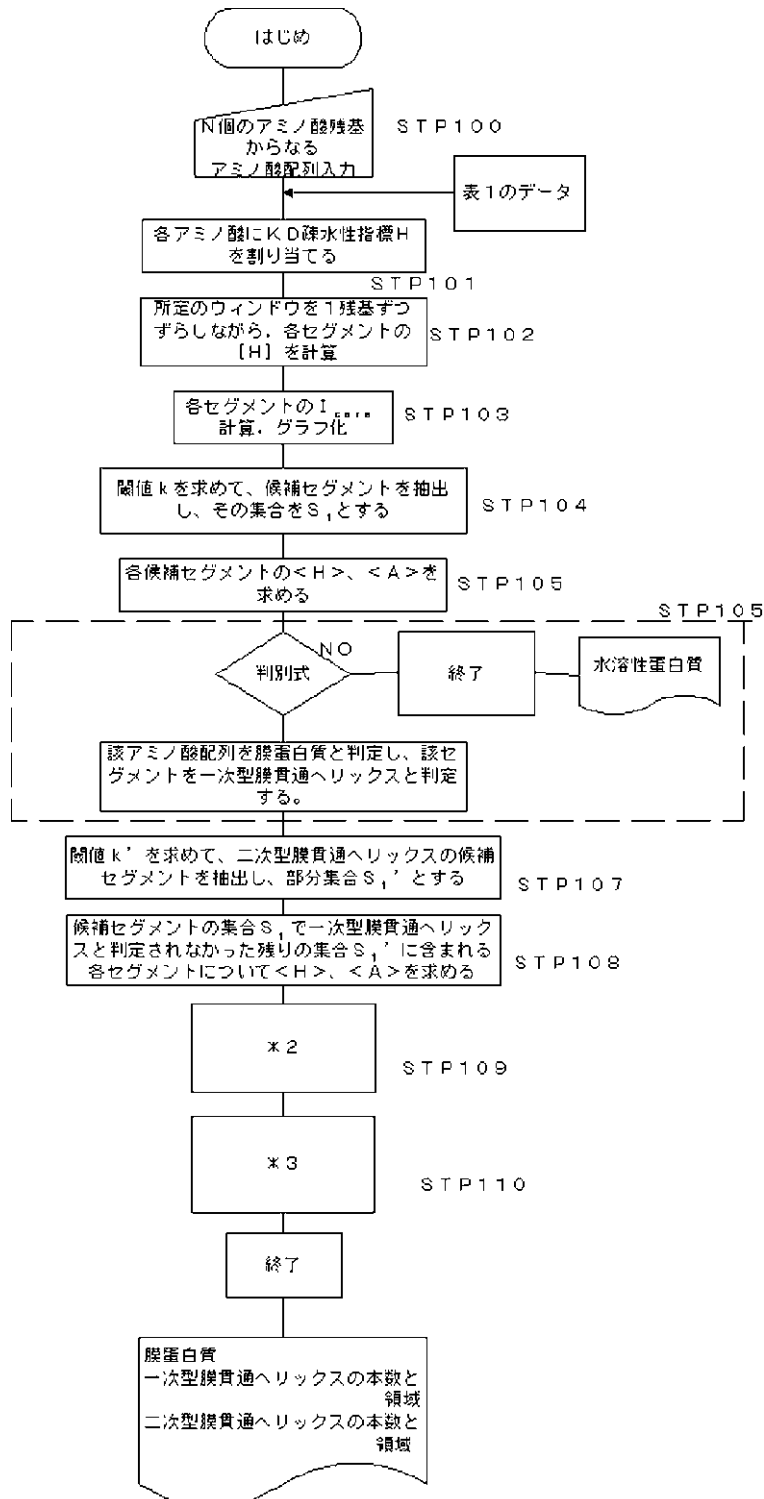 はじめ
N個のアミノ酸残基
からなる
アミノ酸配列入力
STP100
表1のデータ
各アミノ酸にKD疎水性指標H
を割り当てる
STP101
所定のウィンドウを1残基ずつ
ずらしながら．各セグメントの
[H]を計算
STP102
各セグメントのIcore
計算．グラフ化
STP103
閾値kを求めて、候補セグメントを抽出
し、その集合をS₁とする
STP104
各候補セグメントの<H>、<A>を
求める
STP105
STP105
判別式
NO
終了
水溶性蛋白質
該アミノ酸配列を膜蛋白質と判定し、該セ
グメントを一次型膜貫通ヘリックスと判定
する。
閾値k'を求めて、二次型膜貫通ヘリックスの候補
セグメントを抽出し、部分集合S₁'とする
STP107
候補セグメントの集合S₁で一次型膜貫通ヘリック
スと判定されなかった残りの集合S₁'に含まれる
各セグメントについて<H>、<A>を求める
STP108
*2
STP109
*3
STP110
終了
膜蛋白質
一次型膜貫通ヘリックスの本数と
領域
二次型膜貫通ヘリックスの本数と
領域